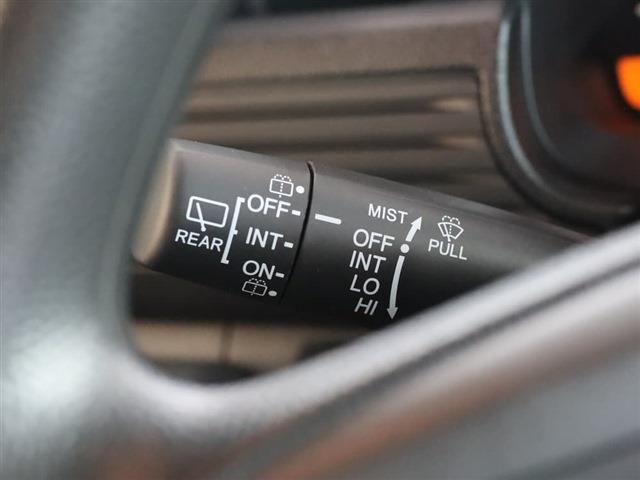 REAR
OFF
INT
ON
MIST
OFF
INT
LO
HI
PULL